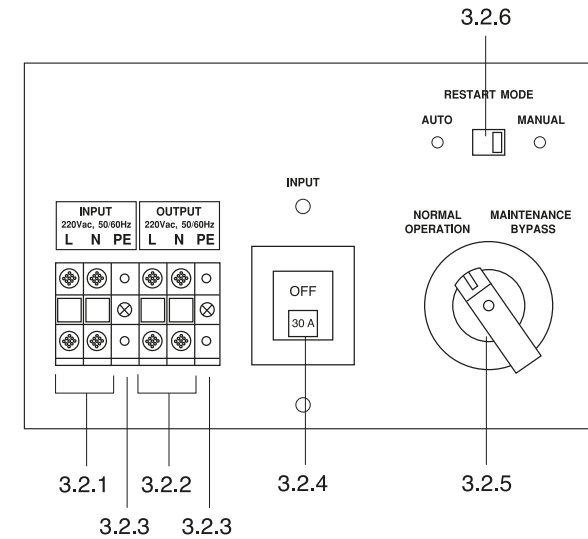 3.2.6
RESTART MODE
AUTO
MANUAL
INPUT
NORMAL
OPERATION
MAINTENANCE
BYPASS
INPUT
220Vac, 50/60Hz
L N PE
OUTPUT
220Vac, 50/60Hz
L N PE
OFF
30 A
3.2.1
3.2.2
3.2.4
3.2.5
3.2.3
3.2.3